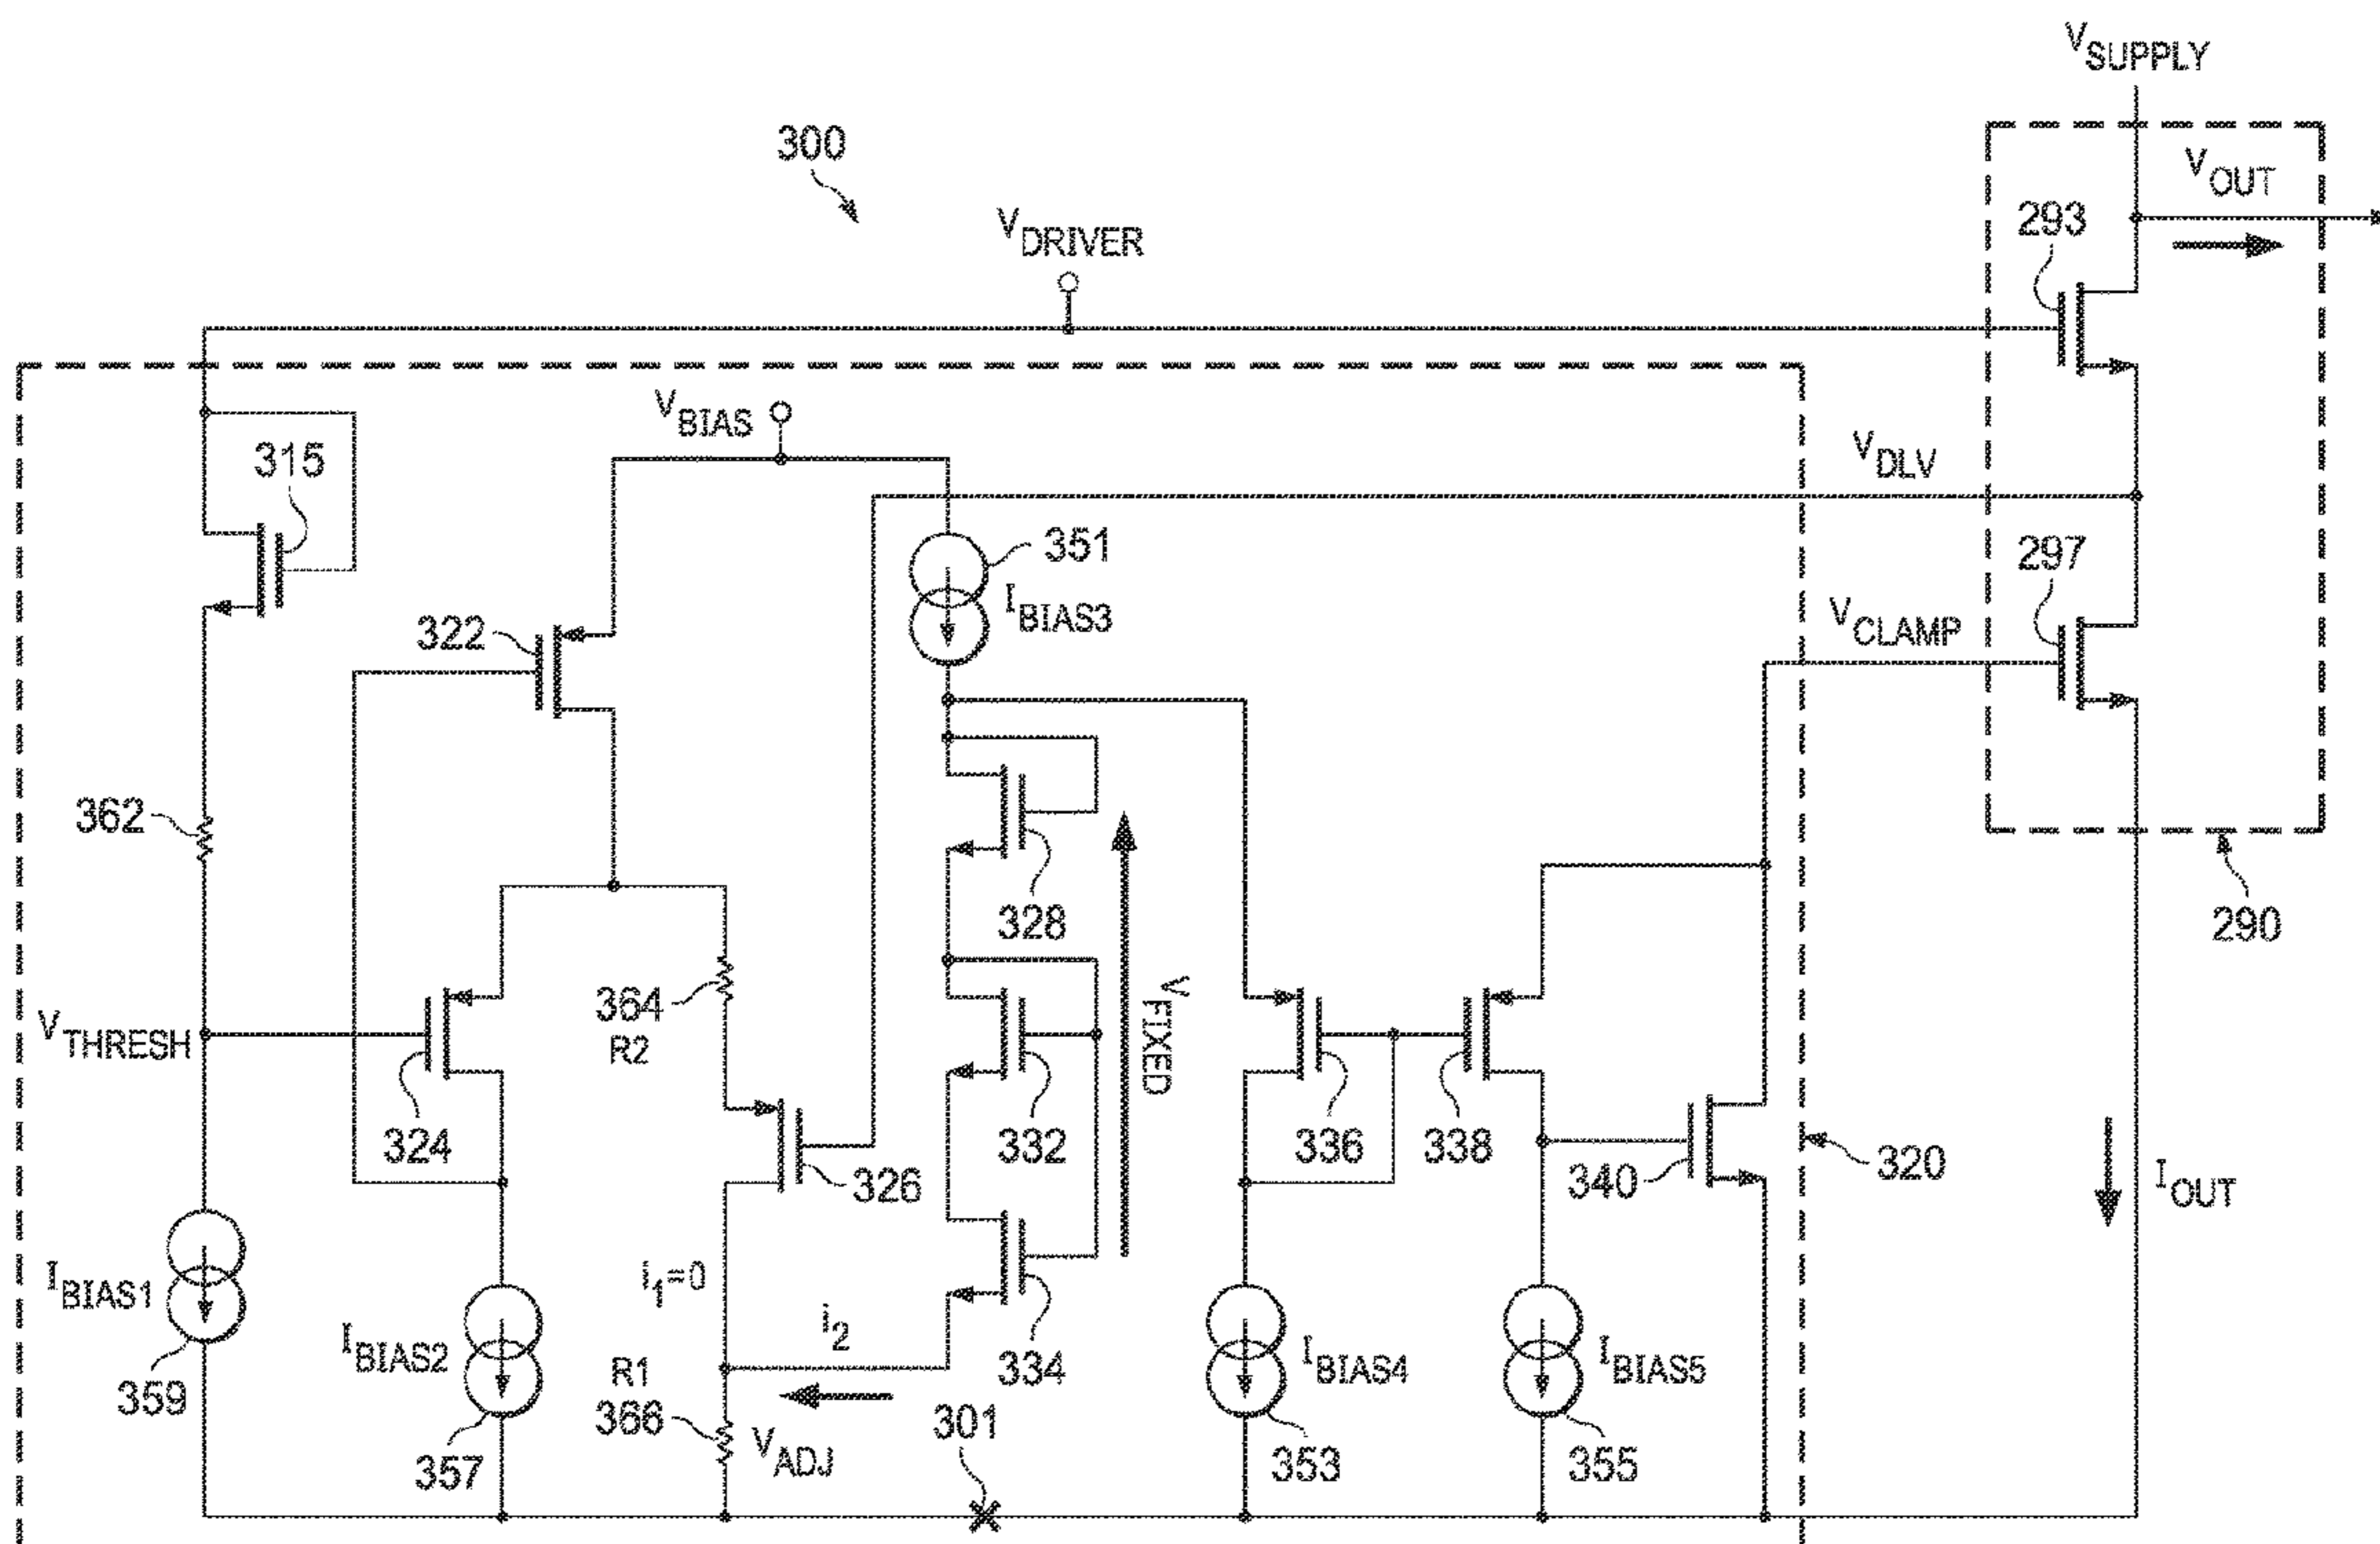 VSUPPLY
300
VOUT
293
VDRIVER
VBIAS
315
VDLV
351
IBIAS3
297
322
VCLAMP
362
328
290
364
R2
VTHRESH
VFIXED
324
332
336
338
326
340
320
IOUT
i1=0
IBIAS1
i2
IBIAS2
334
IBIAS4
IBIAS5
R1
359
366
301
VADJ
357
353
355